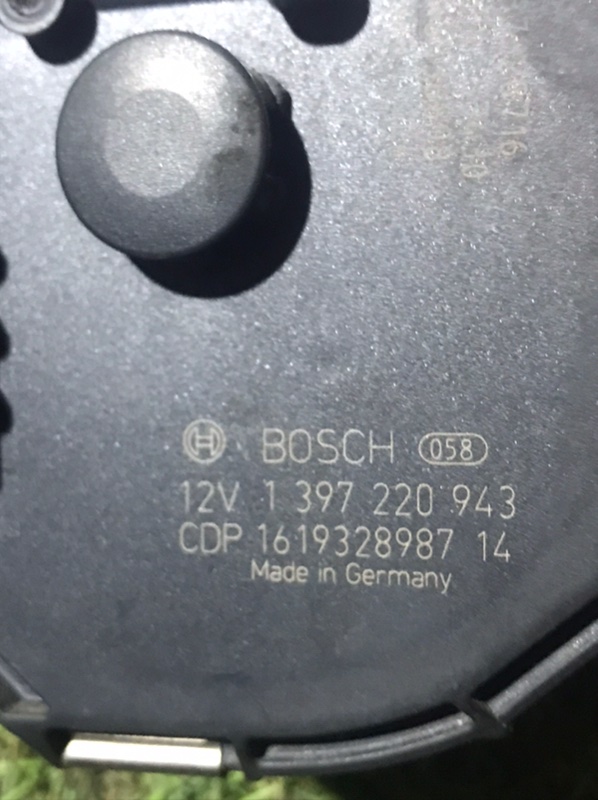 BOSCH 058
12V 1 397 220 943
CDP 1619328987 14
Made in Germany